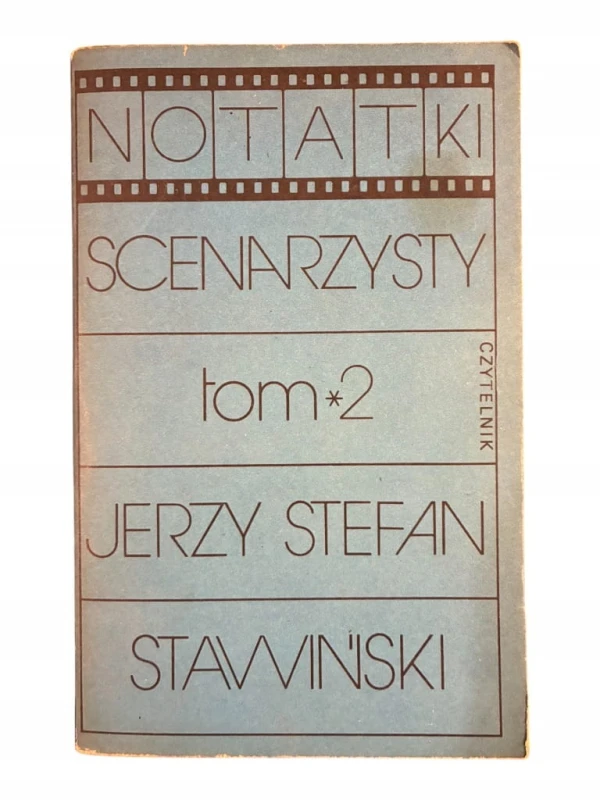 NOTATKI
SCENARZYSTY
tom *2
CZYTELNIK
JERZY STEFAN
STAWIŃSKI